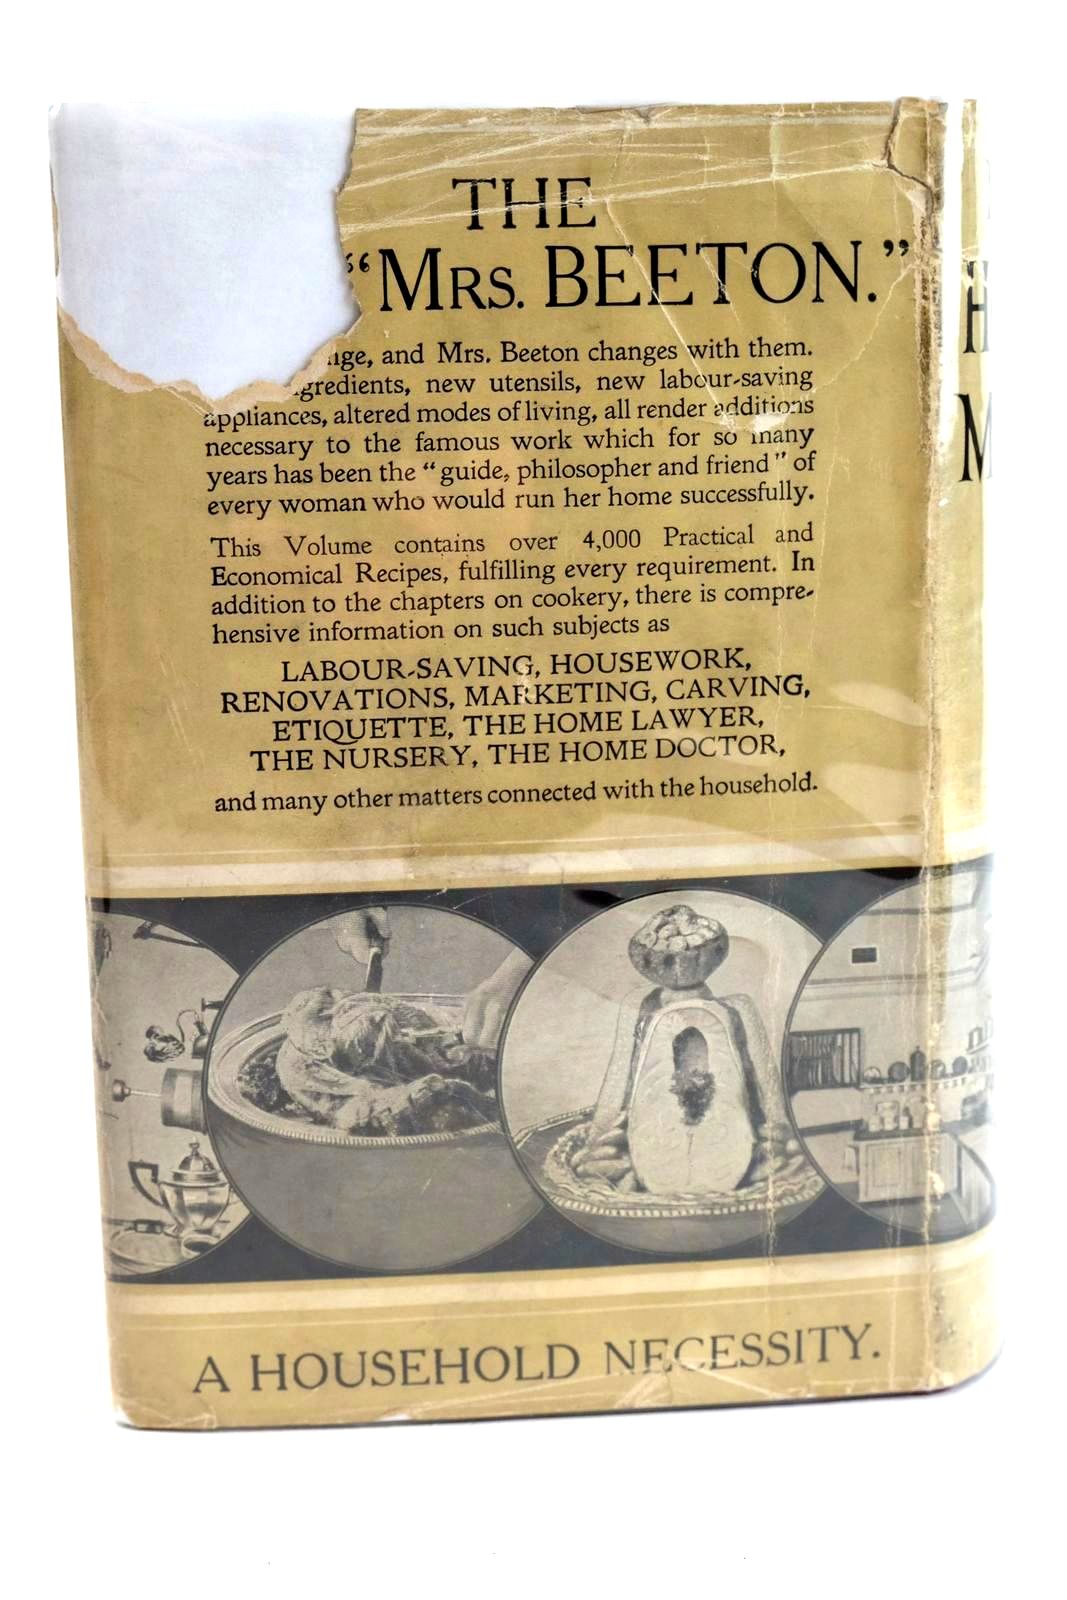 THE
“MRS. BEETON.”
and Mrs. Beeton changes with them.
new utensils, new labour-saving
appliances, altered modes of living, all render additions
necessary to the famous work which for so many
years has been the “guide, philosopher and friend” of
every woman who would run her home successfully.
This Volume contains over 4,000 Practical and
Economical Recipes, fulfilling every requirement. In
addition to the chapters on cookery, there is compre-
hensive information on such subjects as
LABOUR-SAVING, HOUSEWORK,
RENOVATIONS, MARKETING, CARVING,
ETIQUETTE, THE HOME LAWYER,
THE NURSERY, THE HOME DOCTOR,
and many other matters connected with the household.
A HOUSEHOLD NECESSITY.